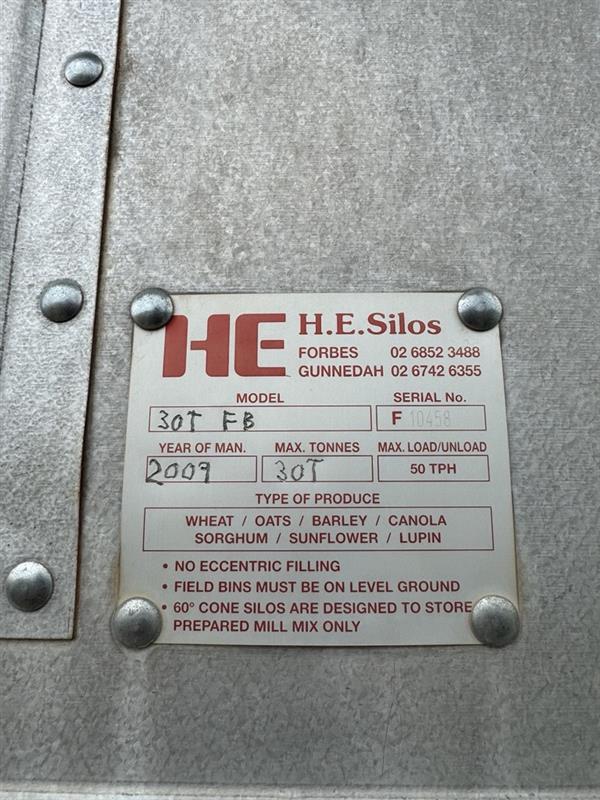 HE H.E.Silos
FORBES 02 6852 3488
GUNNEDAH 02 6742 6355
MODEL SERIAL No.
30T FB F 10458
YEAR OF MAN. MAX. TONNES MAX. LOAD/UNLOAD
2009 30T 50 TPH
TYPE OF PRODUCE
WHEAT / OATS / BARLEY / CANOLA
SORGHUM / SUNFLOWER / LUPIN
• NO ECCENTRIC FILLING
• FIELD BINS MUST BE ON LEVEL GROUND
• 60° CONE SILOS ARE DESIGNED TO STORE
PREPARED MILL MIX ONLY